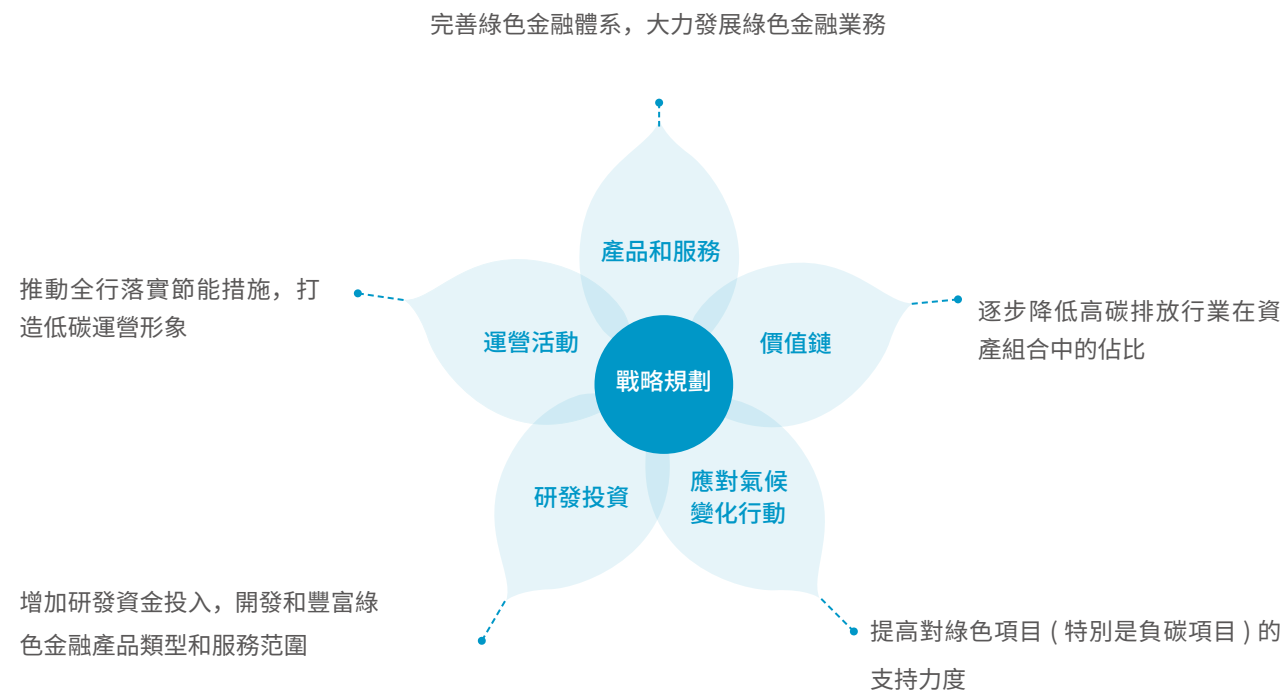 完善綠色金融體系，大力發展綠色金融業務
產品和服務
推動全行落實節能措施，打
造低碳運營形象
運營活動
價值鏈
逐步降低高碳排放行業在資
產組合中的佔比
戰略規劃
研發投資
應對氣候
變化行動
增加研發資金投入，開發和豐富綠
色金融產品類型和服務范圍
提高對綠色項目 ( 特別是負碳項目 ) 的
支持力度